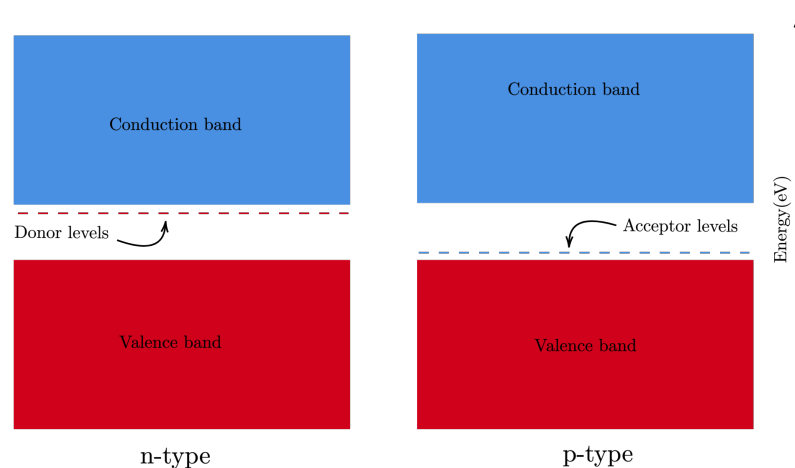 Conduction band
Donor levels
Valence band
n-type
Conduction band
Acceptor levels
Valence band
p-type
Energy(eV)